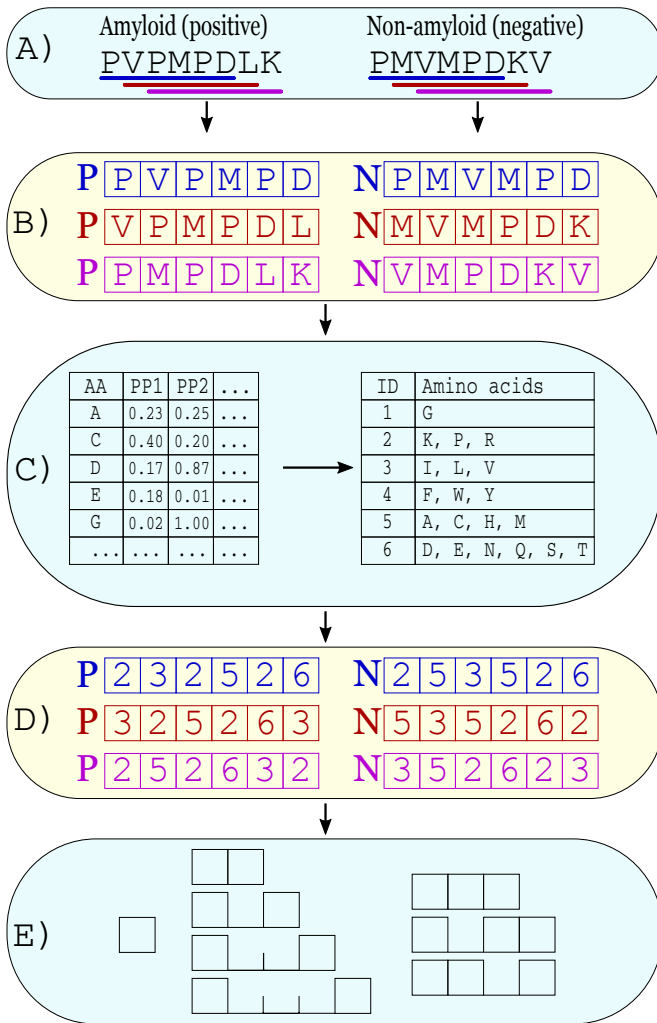 A)
Amyloid (positive) Non-amyloid (negative)
PVPMPDLK PMVMPDKV
B)
P P V P M P D N P M V M P D
P V P M P D L N M V M P D K
P P M P D L K N V M P D K V
C)
AA PP1 PP2 ... ID Amino acids
A 0.23 0.25 ... 1 G
C 0.40 0.20 ... 2 K, P, R
D 0.17 0.87 ... 3 I, L, V
E 0.18 0.01 ... 4 F, W, Y
G 0.02 1.00 ... 5 A, C, H, M
... ... ... ... 6 D, E, N, Q, S, T
D)
P 2 3 2 5 2 6 N 2 5 3 5 2 6
P 3 2 5 2 6 3 N 5 3 5 2 6 2
P 2 5 2 6 3 2 N 3 5 2 6 2 3
E)